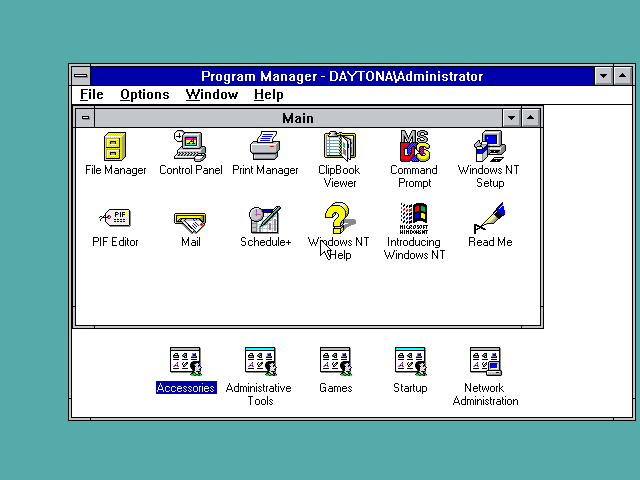 Program Manager - DAYTONA\Administrator
File Options Window Help
Main
File Manager
Control Panel
Print Manager
ClipBook
Viewer
Command
Prompt
Windows NT
Setup
PIF Editor
Mail
Schedule+
Windows NT
Help
Introducing
Windows NT
Read Me
MS
DOS
PIF
MICROSOFT
WINDOWS NT
Accessories
Administrative
Tools
Games
Startup
Network
Administration